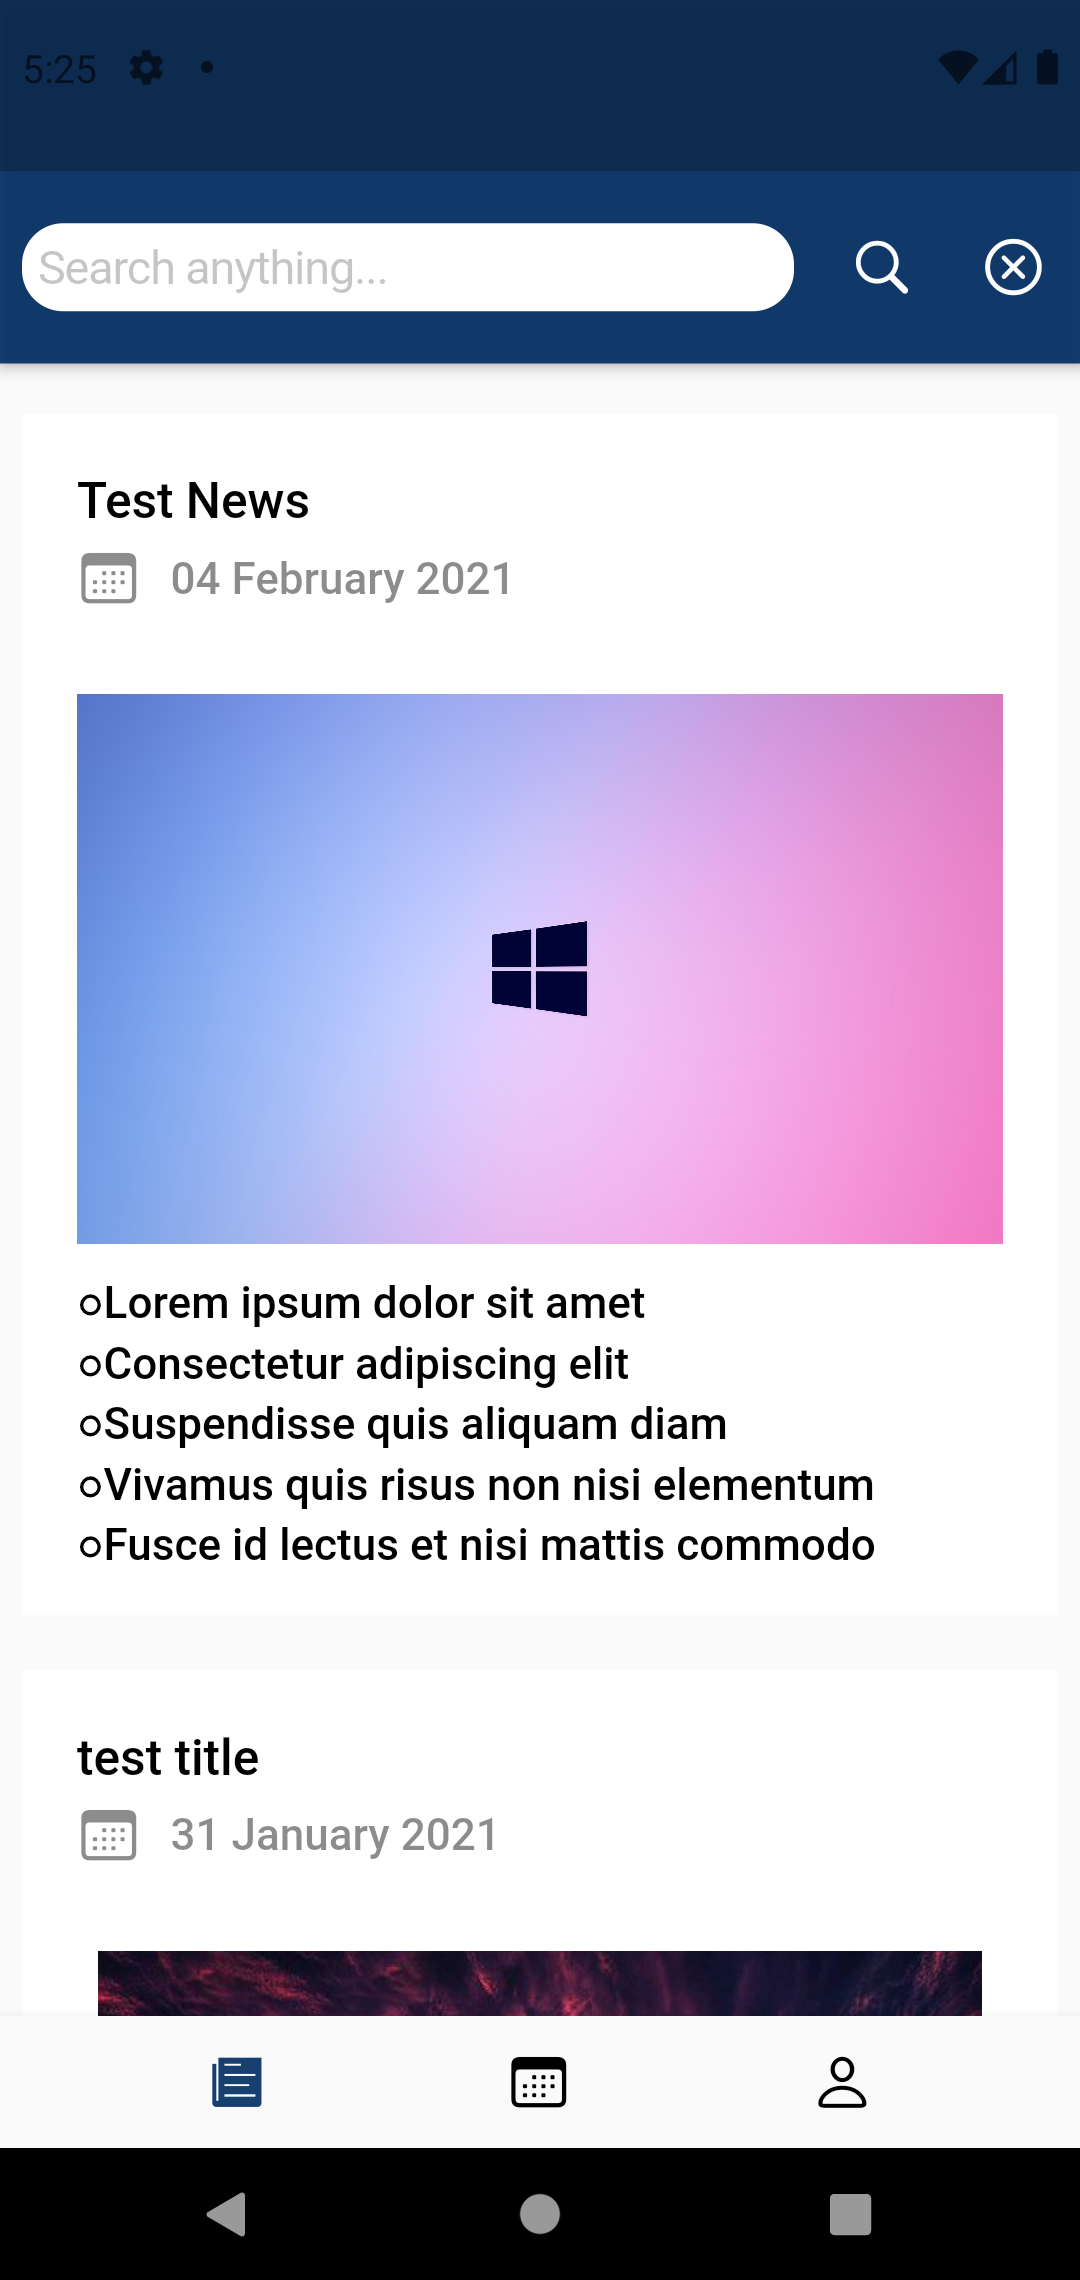 5:25
Search anything...
Test News
04 February 2021
○Lorem ipsum dolor sit amet
○Consectetur adipiscing elit
○Suspendisse quis aliquam diam
○Vivamus quis risus non nisi elementum
○Fusce id lectus et nisi mattis commodo
test title
31 January 2021